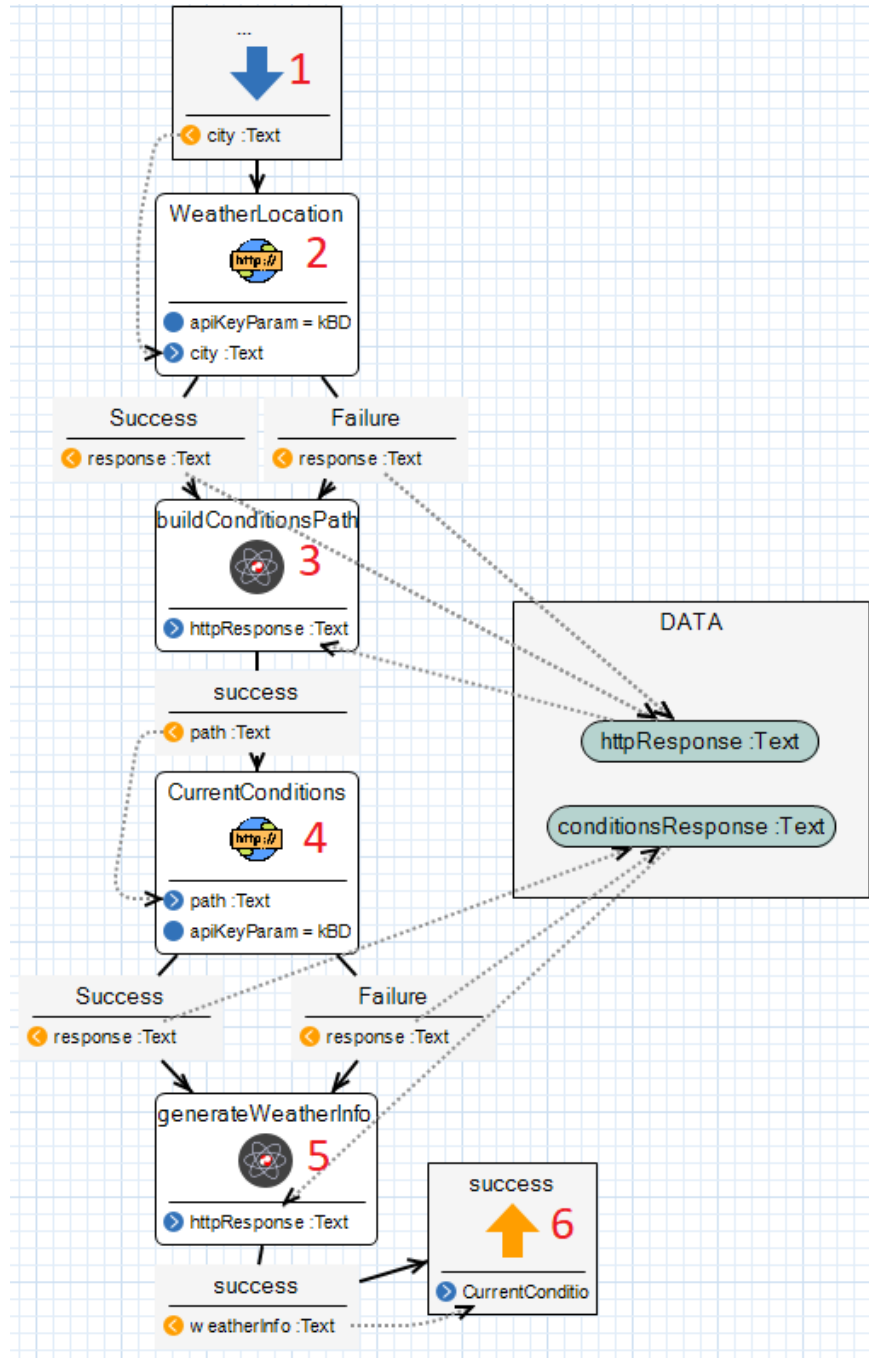 ...
1
city :Text
WeatherLocation
http://
2
apiKeyParam = kBD
city :Text
Success
Failure
response :Text
response :Text
buildConditionsPath
3
httpResponse :Text
DATA
success
path :Text
httpResponse :Text
CurrentConditions
http://
4
conditionsResponse :Text
path :Text
apiKeyParam = kBD
Success
Failure
response :Text
response :Text
generateWeatherInfo
5
httpResponse :Text
success
6
CurrentConditio
success
weatherInfo :Text